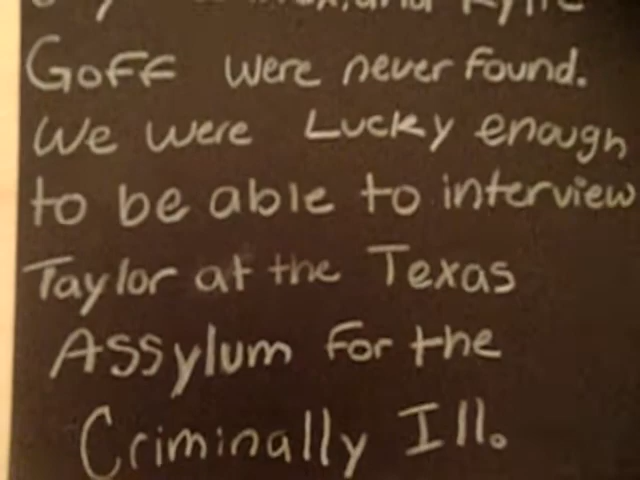 Goff were never found.
We were Lucky enough
to be able to interview
Taylor at the Texas
Assylum for the
Criminally Ill.